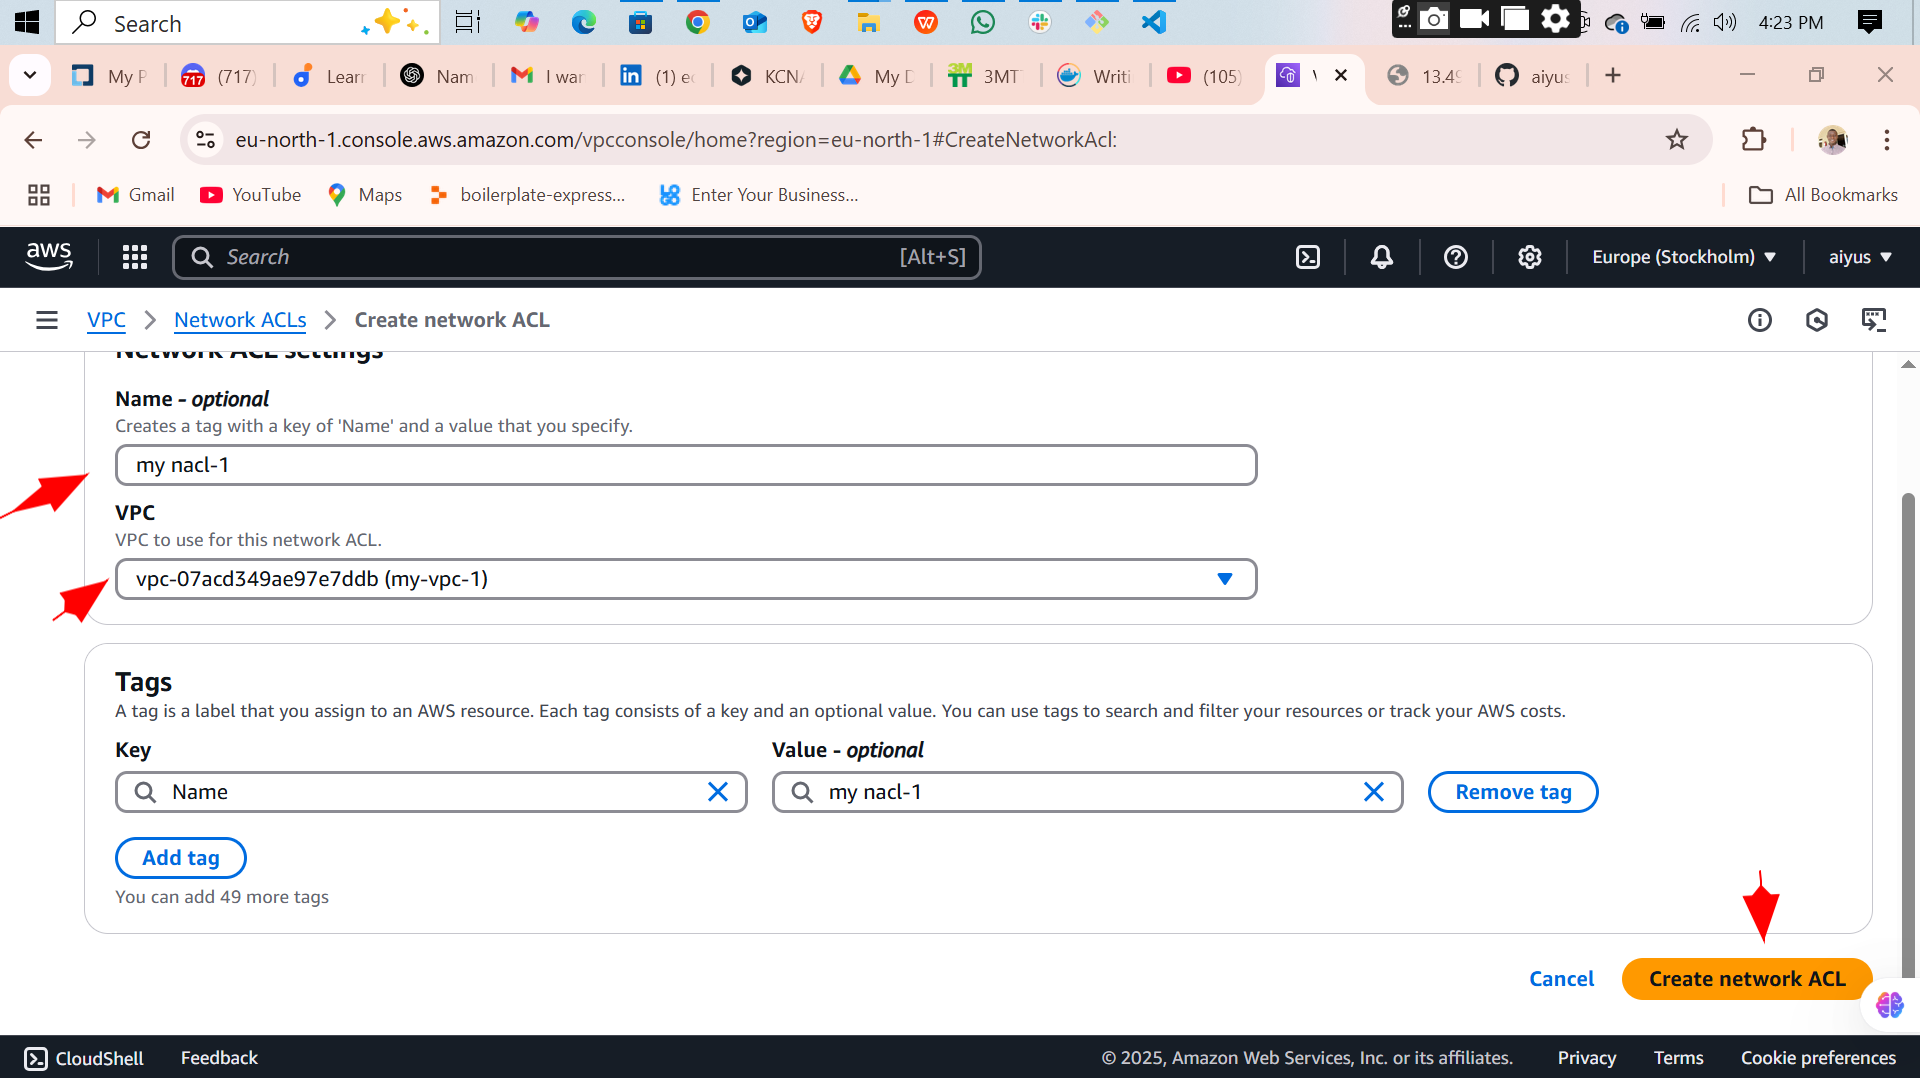 Search
4:23 PM
My P
717
(717)
Lear
Nam
I wan
(1)
KCN
My D
3M
3MT
Writi
(105)
13.4
aiyus
eu-north-1.console.aws.amazon.com/vpcconsole/home?region=eu-north-1#CreateNetworkAcl:
Gmail
YouTube
Maps
boilerplate-express...
Enter Your Business...
All Bookmarks
aws
Search
[Alt+S]
Europe (Stockholm)
aiyus
VPC
Network ACLs
Create network ACL
Network ACL settings
Name - optional
Creates a tag with a key of 'Name' and a value that you specify.
my nacl-1
VPC
VPC to use for this network ACL.
vpc-07acd349ae97e7ddb (my-vpc-1)
Tags
A tag is a label that you assign to an AWS resource. Each tag consists of a key and an optional value. You can use tags to search and filter your resources or track your AWS costs.
Key
Value - optional
Name
my nacl-1
Remove tag
Add tag
You can add 49 more tags
Cancel
Create network ACL
CloudShell
Feedback
© 2025, Amazon Web Services, Inc. or its affiliates.
Privacy
Terms
Cookie preferences